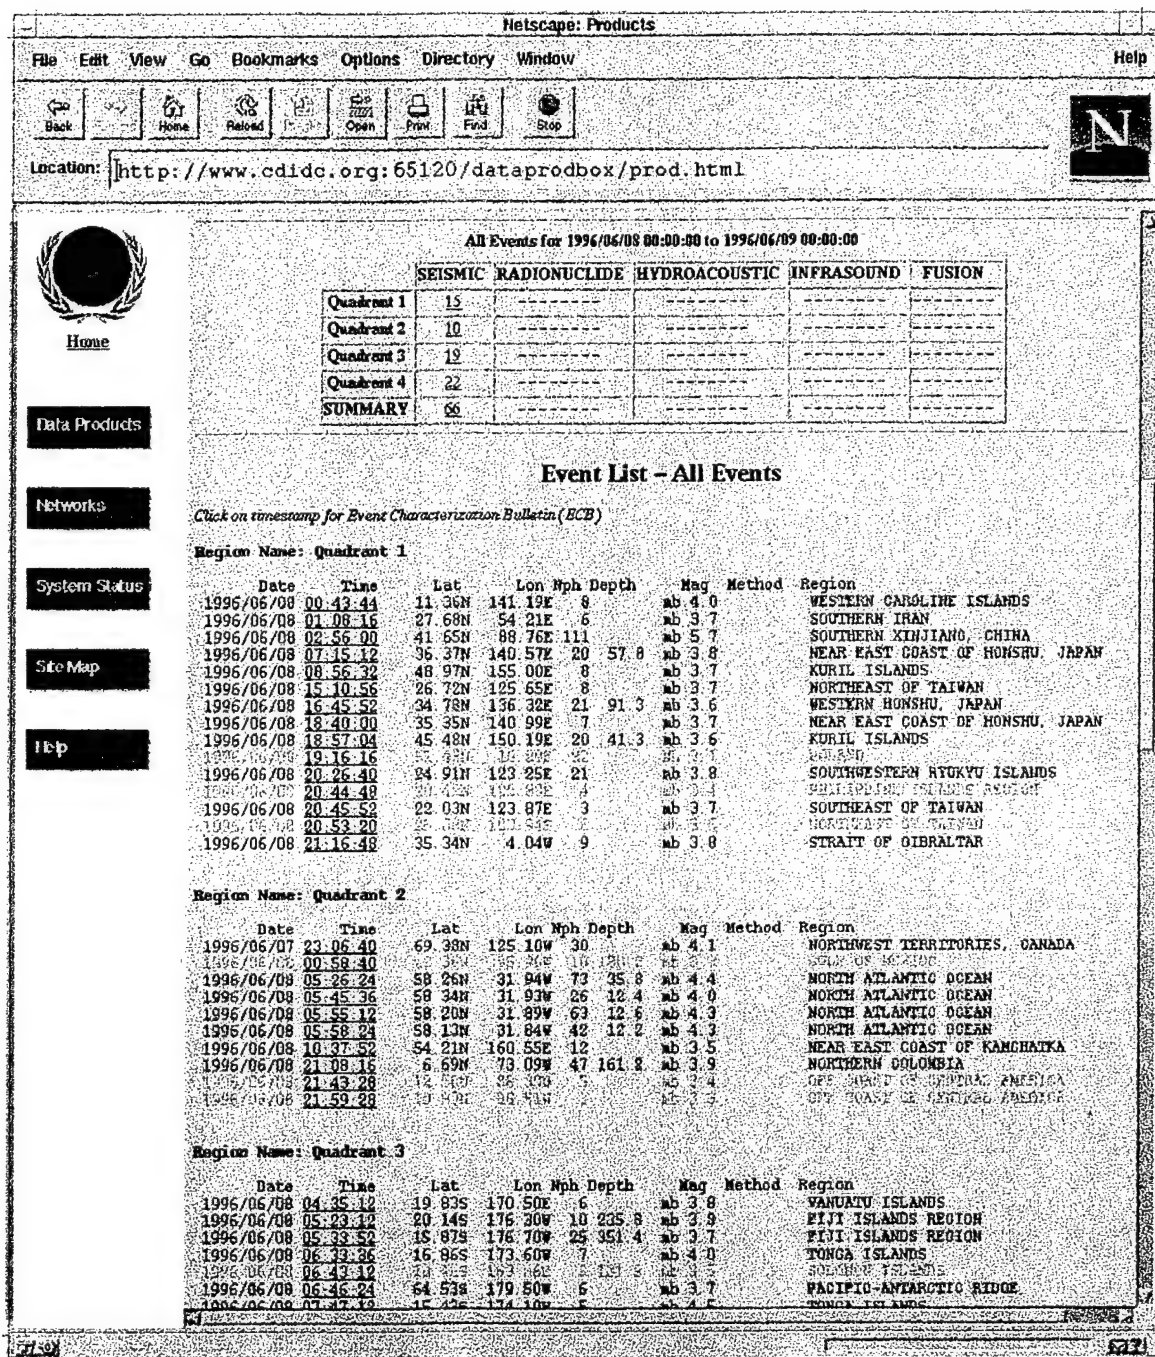 Netscape: Products
File Edit View Go Bookmarks Options Directory Window Help
Back Home Reload Open Print Find Stop
N
Location: http://www.cdidc.org:65120/dataprodbox/prod.html
All Events for 1996/06/08 00:00:00 to 1996/06/09 00:00:00
SEISMIC RADIONUCLIDE HYDROACOUSTIC INFRASOUND FUSION
Quadrant 1 15 -------- -------- -------- --------
Quadrant 2 10 -------- -------- -------- --------
Quadrant 3 19 -------- -------- -------- --------
Quadrant 4 22 -------- -------- -------- --------
SUMMARY 66 -------- -------- -------- --------
Home
Data Products
Networks
System Status
Site Map
Help
Event List – All Events
Click on timestamp for Event Characterization Bulletin (ECB)
Region Name: Quadrant 1
Date Time Lat Lon Nph Depth Mag Method Region
1996/06/08 00:43:44 11.36N 141.19E 8 mb 4.0 WESTERN CAROLINE ISLANDS
1996/06/08 01:08:16 27.68N 54.21E 6 mb 3.7 SOUTHERN IRAN
1996/06/08 02:56:00 41.65N 88.76E 111 mb 5.7 SOUTHERN XINJIANG, CHINA
1996/06/08 07:15:12 36.37N 140.57E 20 57.8 mb 3.8 NEAR EAST COAST OF HONSHU, JAPAN
1996/06/08 08:56:32 48.97N 155.00E 8 mb 3.7 KURIL ISLANDS
1996/06/08 15:10:56 26.72N 125.65E 8 mb 3.7 NORTHEAST OF TAIWAN
1996/06/08 16:45:52 34.78N 136.32E 21 91.3 mb 3.6 WESTERN HONSHU, JAPAN
1996/06/08 18:40:00 35.35N 140.99E 7 mb 3.7 NEAR EAST COAST OF HONSHU, JAPAN
1996/06/08 18:57:04 45.48N 150.19E 20 41.3 mb 3.6 KURIL ISLANDS
19:16:16 POLAND
1996/06/08 20:26:40 24.91N 123.25E 21 mb 3.8 SOUTHWESTERN RYUKYU ISLANDS
20:44:48 PHILIPPINE ISLANDS REGION
1996/06/08 20:45:52 22.03N 123.87E 3 mb 3.7 SOUTHEAST OF TAIWAN
20:53:20 OF TAIWAN
1996/06/08 21:16:48 35.34N 4.04W 9 mb 3.8 STRAIT OF GIBRALTAR
Region Name: Quadrant 2
Date Time Lat Lon Nph Depth Mag Method Region
1996/06/07 23:06:40 69.38N 125.10W 30 mb 4.1 NORTHWEST TERRITORIES, CANADA
00:58:40
1996/06/08 05:26:24 58.26N 31.94W 73 35.8 mb 4.4 NORTH ATLANTIC OCEAN
1996/06/08 05:45:36 58.34N 31.93W 26 12.4 mb 4.0 NORTH ATLANTIC OCEAN
1996/06/08 05:55:12 58.20N 31.89W 63 12.6 mb 4.3 NORTH ATLANTIC OCEAN
1996/06/08 05:58:24 58.13N 31.84W 42 12.2 mb 4.3 NORTH ATLANTIC OCEAN
1996/06/08 10:37:52 54.21N 160.55E 12 mb 3.5 NEAR EAST COAST OF KAMCHATKA
1996/06/08 21:08:16 6.69N 73.09W 47 161.2 mb 3.9 NORTHERN COLOMBIA
21:43:28 OFF COAST OF CENTRAL AMERICA
21:59:28 OFF COAST OF CENTRAL AMERICA
Region Name: Quadrant 3
Date Time Lat Lon Nph Depth Mag Method Region
1996/06/08 04:35:12 19.83S 170.50E 6 mb 3.8 VANUATU ISLANDS
1996/06/08 05:23:12 20.14S 176.30W 10 235.8 mb 3.9 FIJI ISLANDS REGION
1996/06/08 05:33:52 15.87S 176.70W 25 351.4 mb 3.7 FIJI ISLANDS REGION
1996/06/08 06:33:36 16.86S 173.60W 7 mb 4.0 TONGA ISLANDS
06:43:12 SOLOMON ISLANDS
1996/06/08 06:46:24 64.53S 179.50W 6 mb 3.7 PACIFIC-ANTARCTIC RIDGE
1996/06/08 07:47:12 TONGA ISLANDS